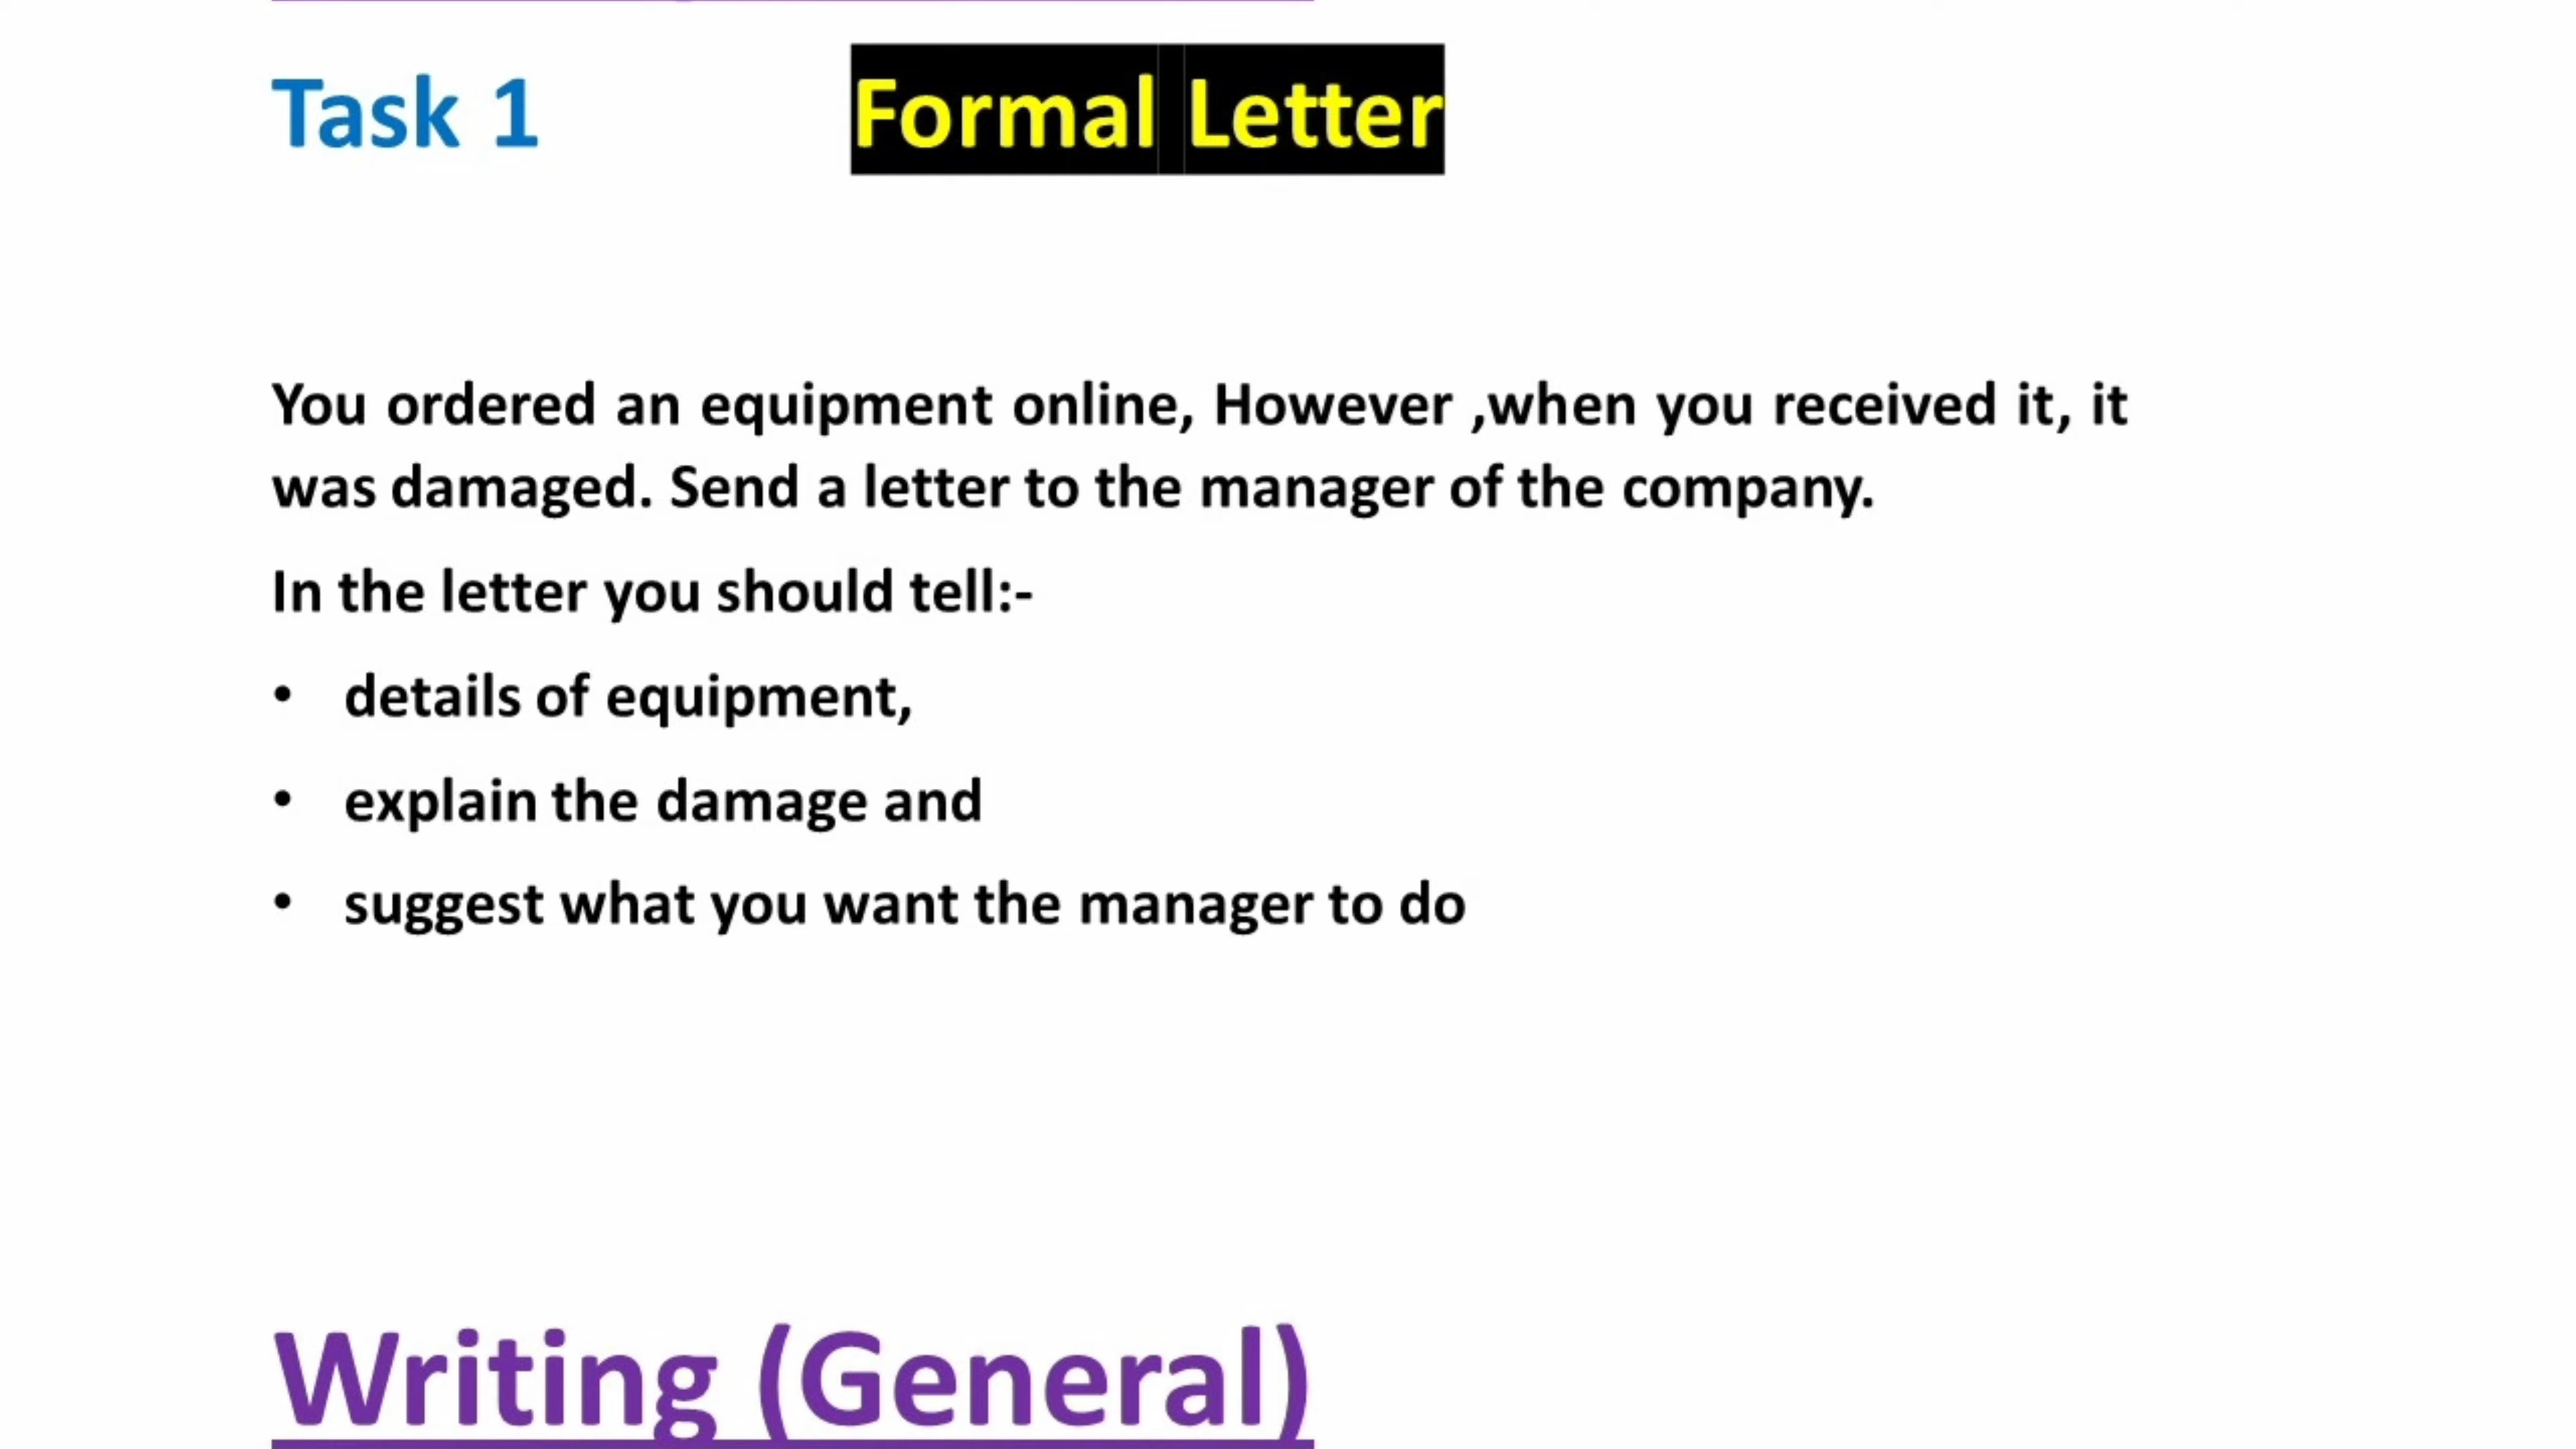 Task 1 Formal Letter
You ordered an equipment online, However ,when you received it, it
was damaged. Send a letter to the manager of the company.
In the letter you should tell:-
• details of equipment,
• explain the damage and
• suggest what you want the manager to do
Writing (General)